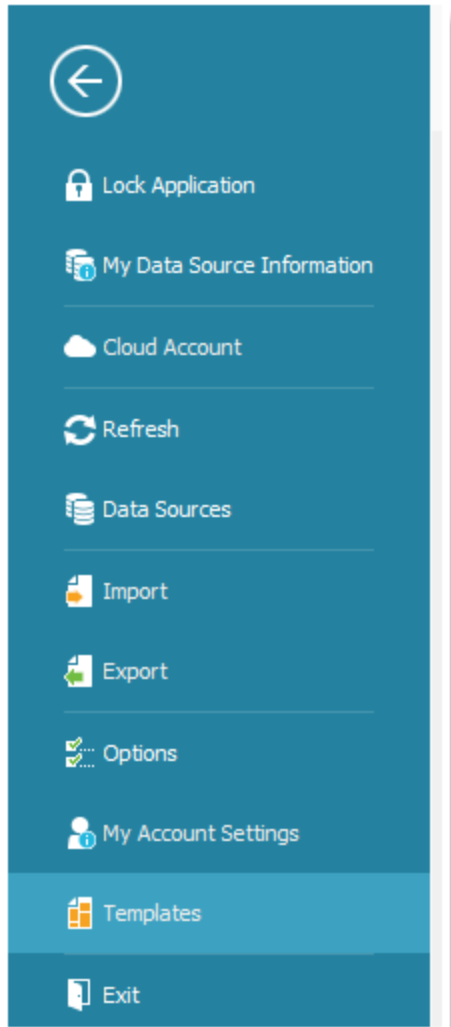 Lock Application
My Data Source Information
Cloud Account
Refresh
Data Sources
Import
Export
Options
My Account Settings
Templates
Exit